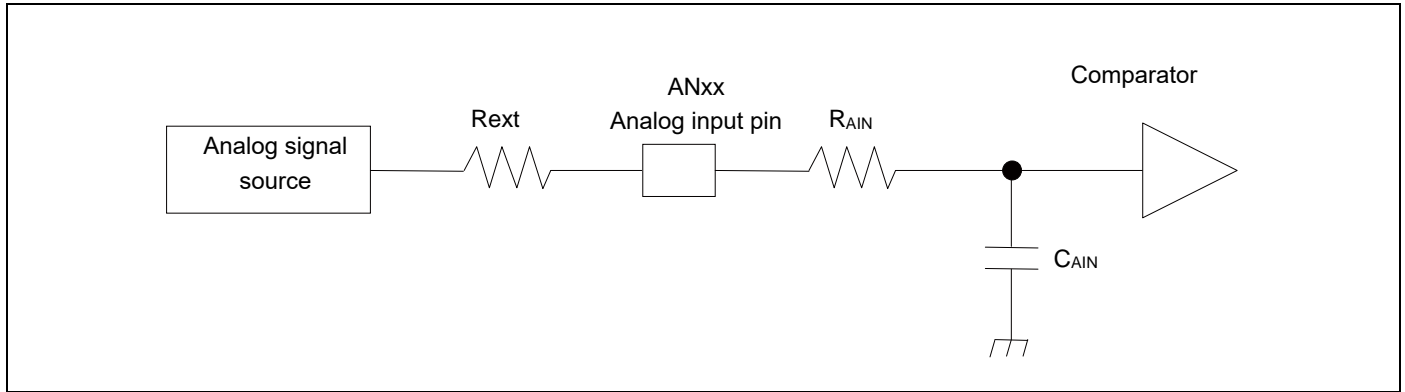 Comparator
ANxx
Rext
Analog input pin
RAIN
Analog signal
source
CAIN